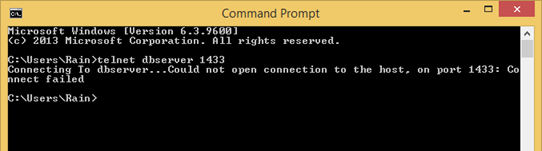 Command Prompt
Microsoft Windows [Version 6.3.9600]
(c) 2013 Microsoft Corporation. All rights reserved.
C:\Users\Rain>telnet dbserver 1433
Connecting To dbserver...Could not open connection to the host, on port 1433: Co
nnect failed
C:\Users\Rain>